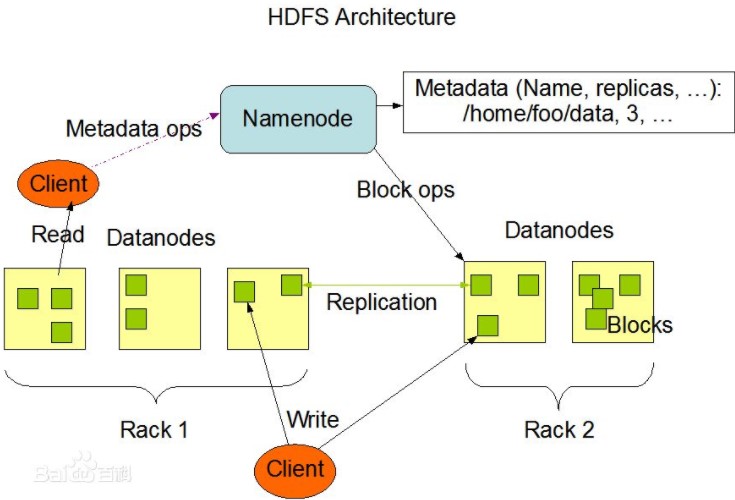 HDFS Architecture
Metadata (Name, replicas, ...):
/home/foo/data, 3, ...
Namenode
Metadata ops
Client
Block ops
Read
Datanodes
Datanodes
Replication
Blocks
Rack 1
Write
Rack 2
Client
Bai百科